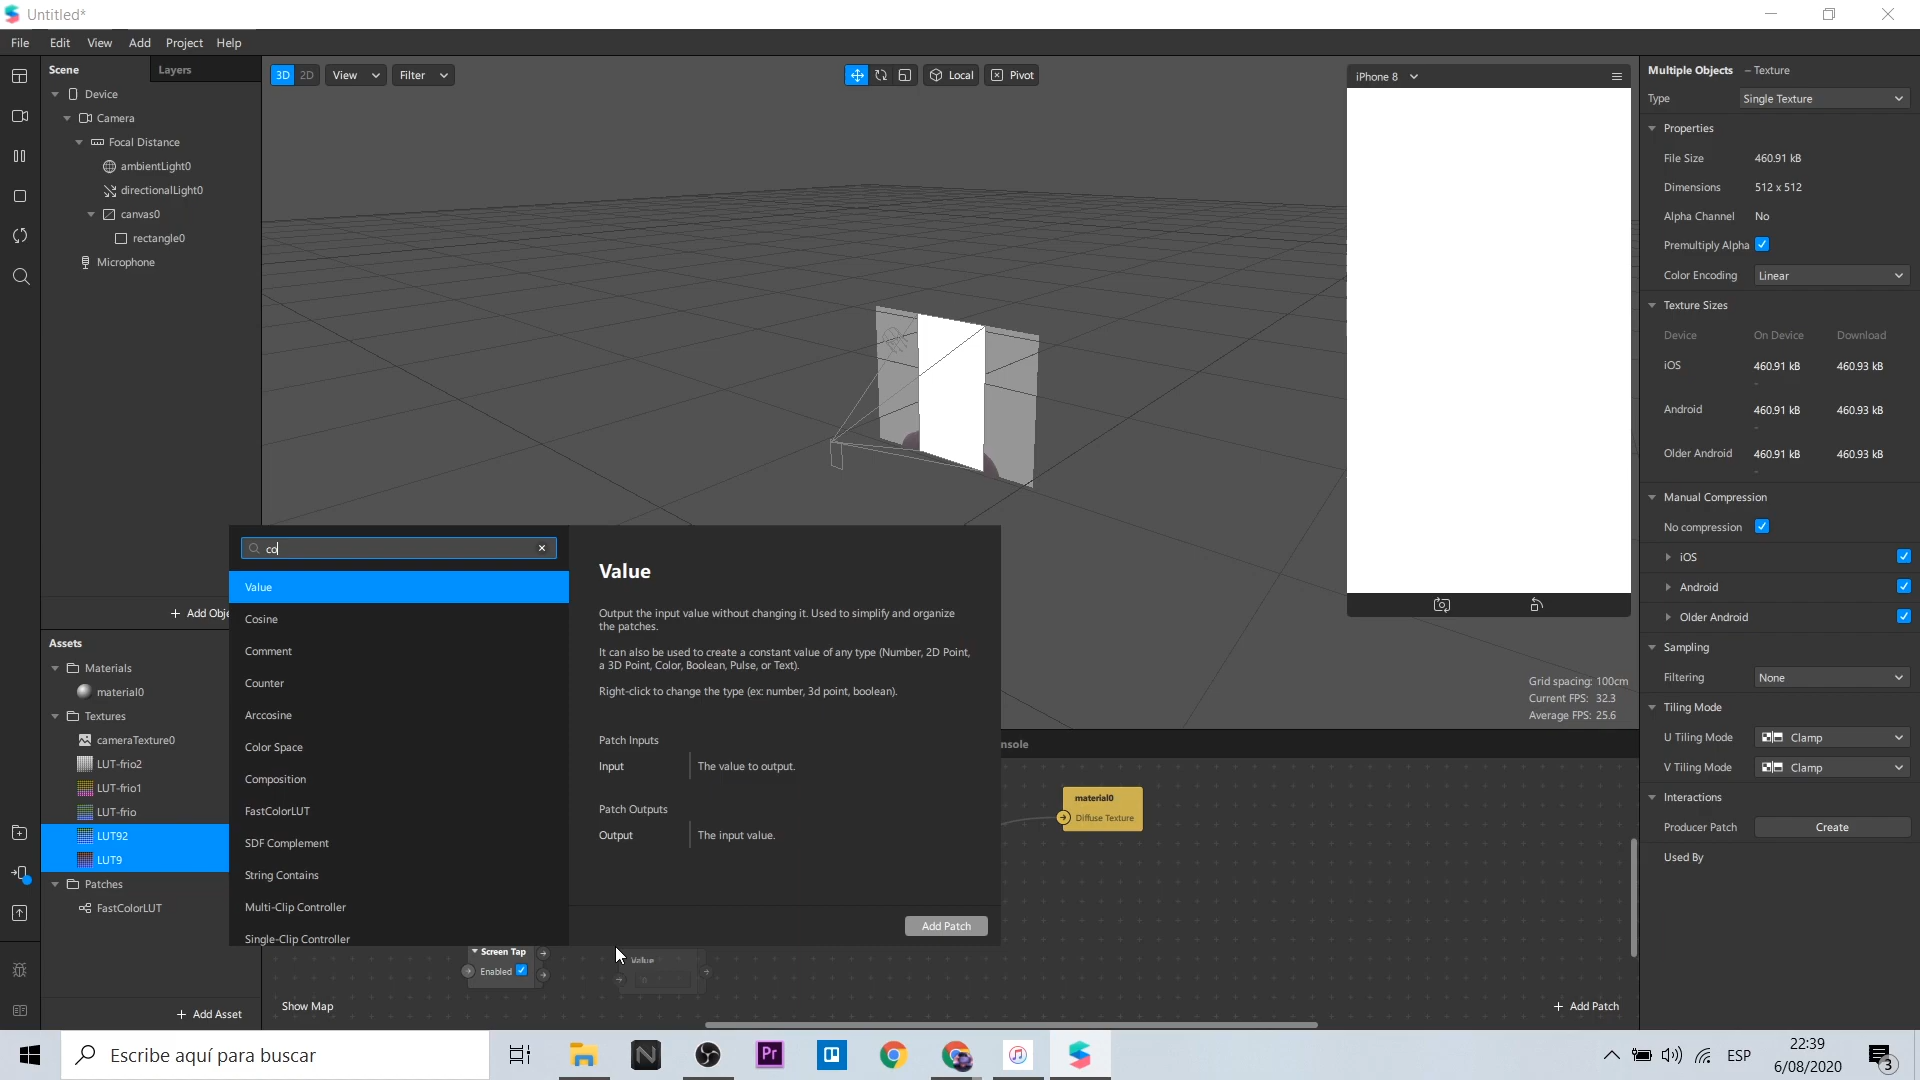 Untitled*
File Edit View Add Project Help
Scene
Layers
Device
Camera
Focal Distance
ambientLight0
directionalLight0
canvas0
rectangle0
Microphone
+ Add Obje
Assets
Materials
material0
Textures
cameraTexture0
LUT-frio2
LUT-frio1
LUT-frio
LUT92
LUT9
Patches
FastColorLUT
+ Add Asset
3D 2D View Filter
Local Pivot
iPhone 8
Grid spacing: 100cm
Current FPS: 32.3
Average FPS: 25.6
co
Value
Cosine
Comment
Counter
Arccosine
Color Space
Composition
FastColorLUT
SDF Complement
String Contains
Multi-Clip Controller
Single-Clip Controller
Value
Output the input value without changing it. Used to simplify and organize
the patches.
It can also be used to create a constant value of any type (Number, 2D Point,
a 3D Point, Color, Boolean, Pulse, or Text).
Right-click to change the type (ex: number, 3d point, boolean).
Patch Inputs
Input The value to output.
Patch Outputs
Output The input value.
Add Patch
nsole
material0
Diffuse Texture
Screen Tap
Enabled
Value
0
Show Map
+ Add Patch
Multiple Objects – Texture
Type Single Texture
Properties
File Size 460.91 kB
Dimensions 512 x 512
Alpha Channel No
Premultiply Alpha
Color Encoding Linear
Texture Sizes
Device On Device Download
iOS 460.91 kB 460.93 kB
-
Android 460.91 kB 460.93 kB
-
Older Android 460.91 kB 460.93 kB
-
Manual Compression
No compression
iOS
Android
Older Android
Sampling
Filtering None
Tiling Mode
U Tiling Mode Clamp
V Tiling Mode Clamp
Interactions
Producer Patch Create
Used By
Escribe aquí para buscar
N
Pr
ESP
22:39
6/08/2020
3